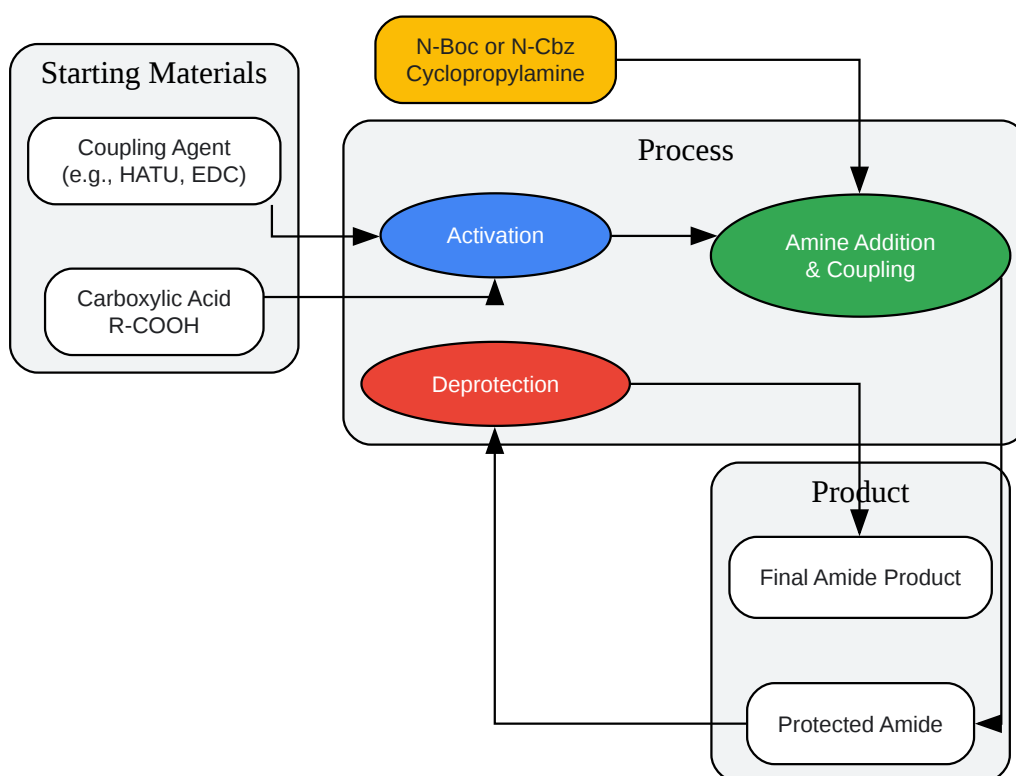 N-Boc or N-Cbz
Cyclopropylamine
Starting Materials
Coupling Agent
(e.g., HATU, EDC)
Carboxylic Acid
R-COOH
Process
Activation
Amine Addition
& Coupling
Deprotection
Product
Final Amide Product
Protected Amide